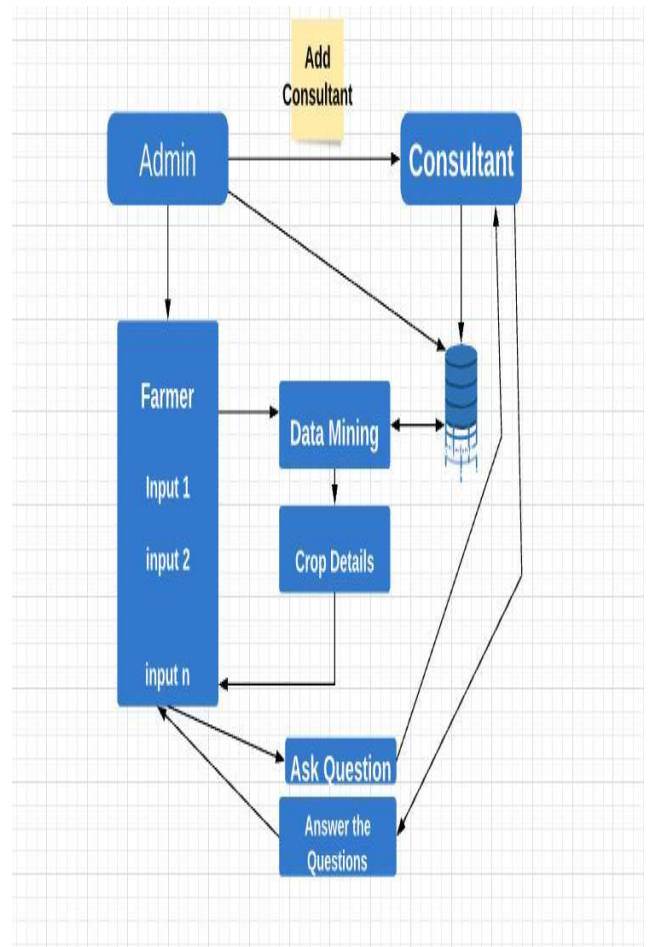 Add
Consultant
Admin
Consultant
Farmer
Input 1
input 2
input n
Data Mining
Crop Details
Ask Question
Answer the
Questions